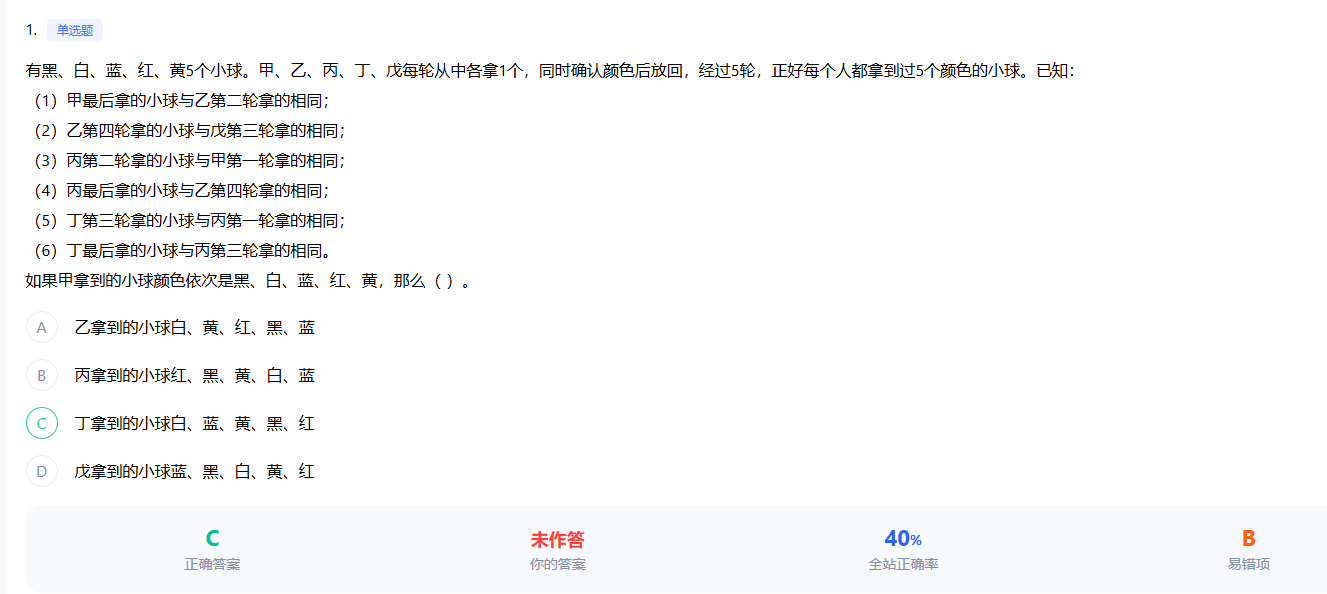 1. 单选题
有黑、白、蓝、红、黄5个小球。甲、乙、丙、丁、戊每轮从中各拿1个，同时确认颜色后放回，经过5轮，正好每个人都拿到过5个颜色的小球。已知：
（1）甲最后拿的小球与乙第二轮拿的相同；
（2）乙第四轮拿的小球与戊第三轮拿的相同；
（3）丙第二轮拿的小球与甲第一轮拿的相同；
（4）丙最后拿的小球与乙第四轮拿的相同；
（5）丁第三轮拿的小球与丙第一轮拿的相同；
（6）丁最后拿的小球与丙第三轮拿的相同。
如果甲拿到的小球颜色依次是黑、白、蓝、红、黄，那么（ ）。
A 乙拿到的小球白、黄、红、黑、蓝
B 丙拿到的小球红、黑、黄、白、蓝
C 丁拿到的小球白、蓝、黄、黑、红
D 戊拿到的小球蓝、黑、白、黄、红
C 未作答 40% B
正确答案 你的答案 全站正确率 易错项